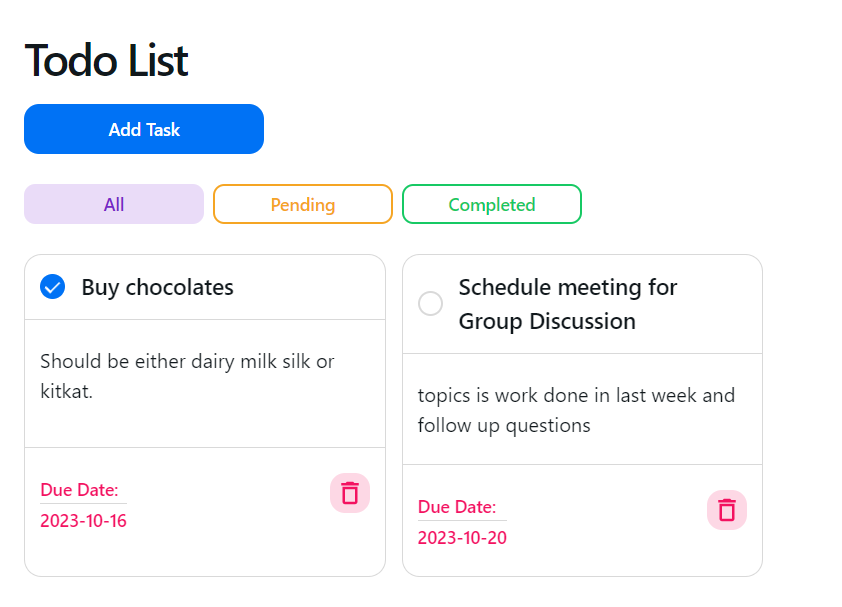 Todo List
Add Task
All
Pending
Completed
Buy chocolates
Should be either dairy milk silk or
kitkat.
Due Date:
2023-10-16
Schedule meeting for
Group Discussion
topics is work done in last week and
follow up questions
Due Date:
2023-10-20